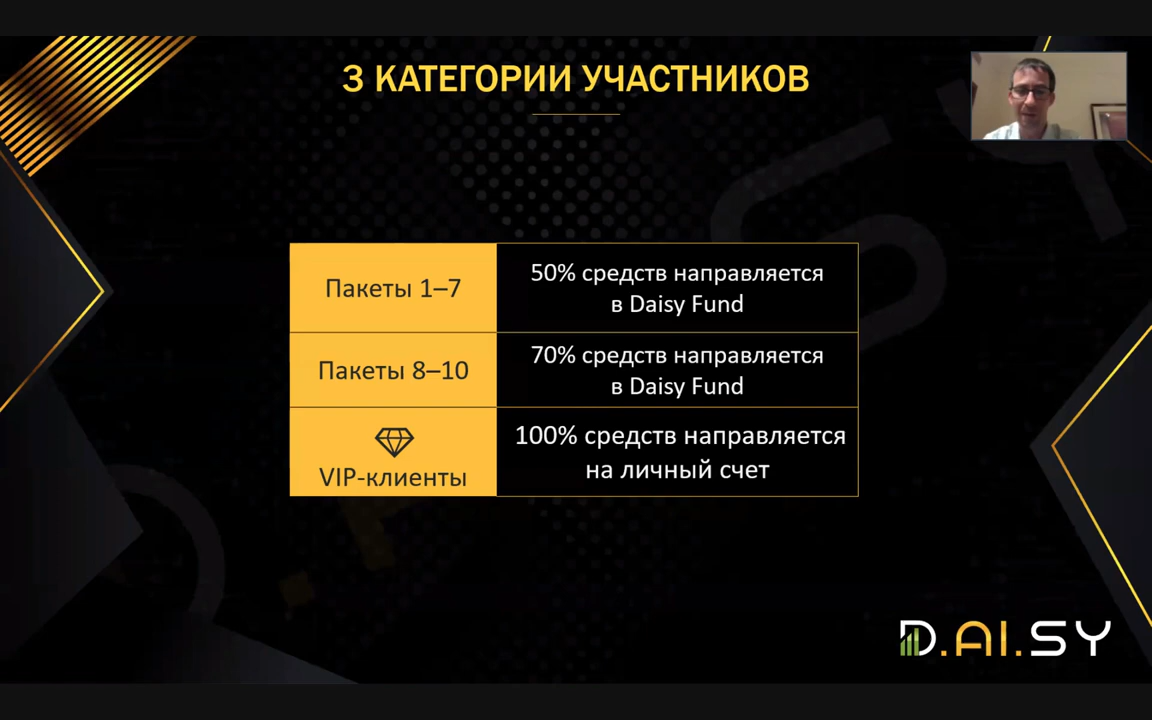 3 КАТЕГОРИИ УЧАСТНИКОВ
Пакеты 1–7
50% средств направляется
в Daisy Fund
Пакеты 8–10
70% средств направляется
в Daisy Fund
VIP-клиенты
100% средств направляется
на личный счет
D.AI.SY